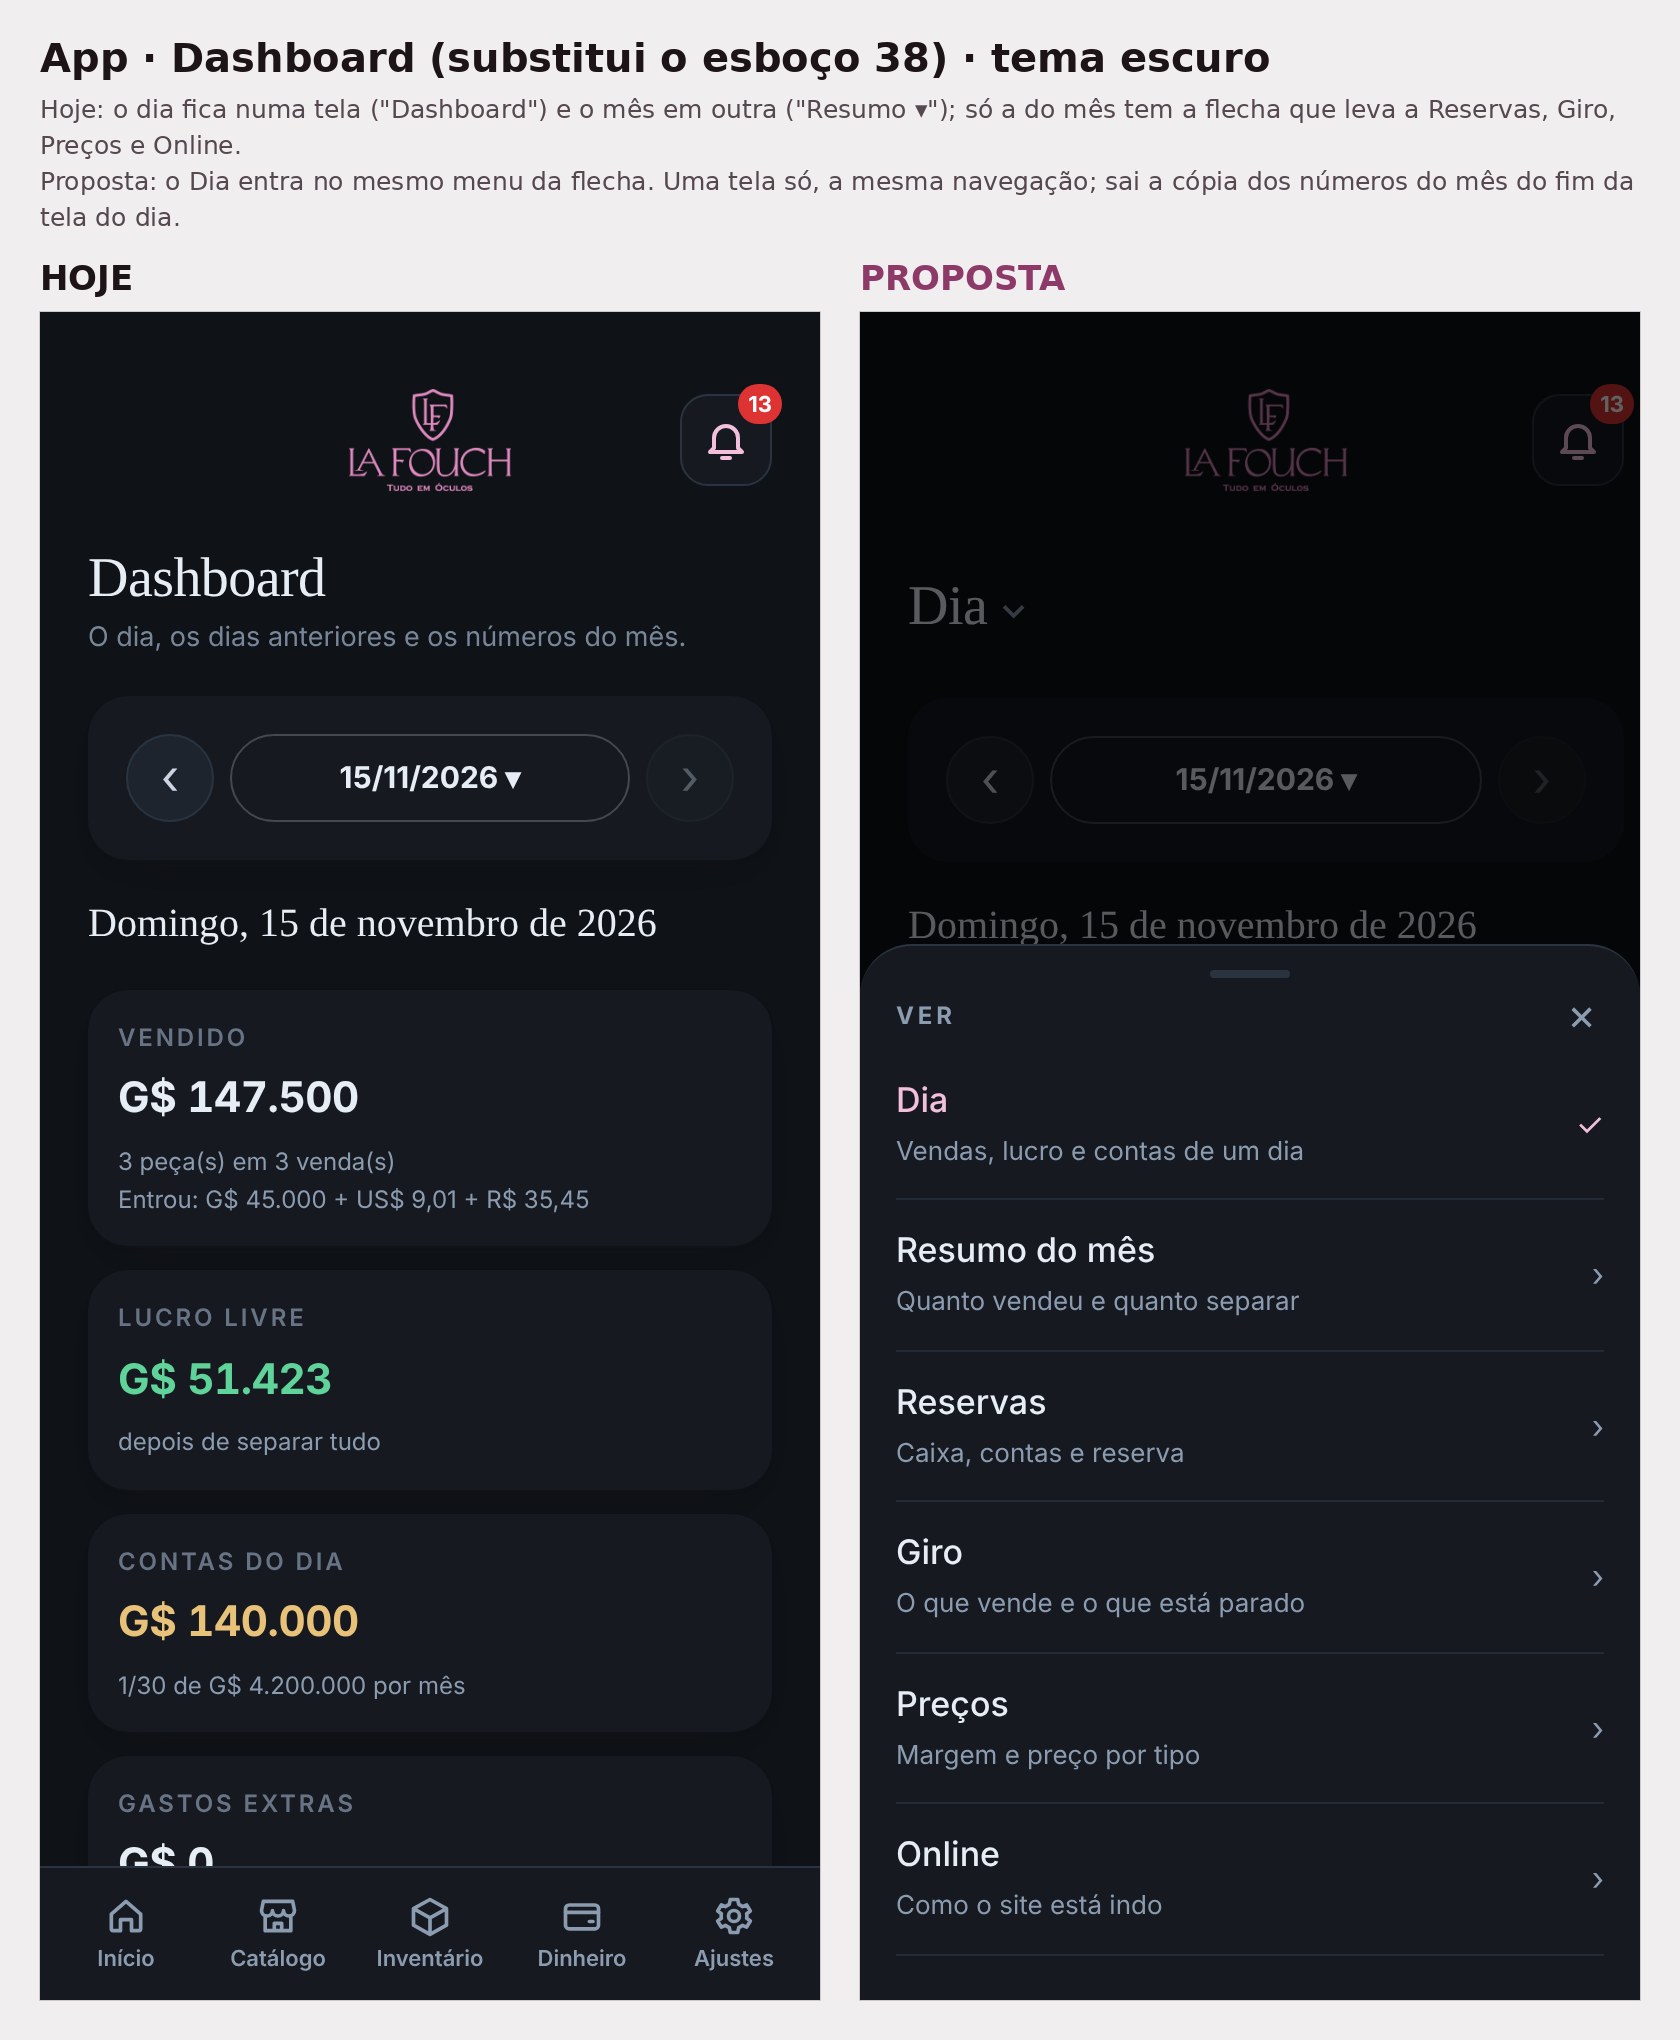 App · Dashboard (substitui o esboço 38) · tema escuro
Hoje: o dia fica numa tela ("Dashboard") e o mês em outra ("Resumo ▾"); só a do mês tem a flecha que leva a Reservas, Giro,
Preços e Online.
Proposta: o Dia entra no mesmo menu da flecha. Uma tela só, a mesma navegação; sai a cópia dos números do mês do fim da
tela do dia.
HOJE
LF
LA FOUCH
TUDO EM ÓCULOS
13
Dashboard
O dia, os dias anteriores e os números do mês.
‹ 15/11/2026 ▾ ›
Domingo, 15 de novembro de 2026
VENDIDO
G$ 147.500
3 peça(s) em 3 venda(s)
Entrou: G$ 45.000 + US$ 9,01 + R$ 35,45
LUCRO LIVRE
G$ 51.423
depois de separar tudo
CONTAS DO DIA
G$ 140.000
1/30 de G$ 4.200.000 por mês
GASTOS EXTRAS
G$ 0
Início Catálogo Inventário Dinheiro Ajustes
PROPOSTA
LF
LA FOUCH
TUDO EM ÓCULOS
13
Dia
‹ 15/11/2026 ▾ ›
Domingo, 15 de novembro de 2026
VER ✕
Dia
Vendas, lucro e contas de um dia
Resumo do mês
Quanto vendeu e quanto separar
Reservas
Caixa, contas e reserva
Giro
O que vende e o que está parado
Preços
Margem e preço por tipo
Online
Como o site está indo